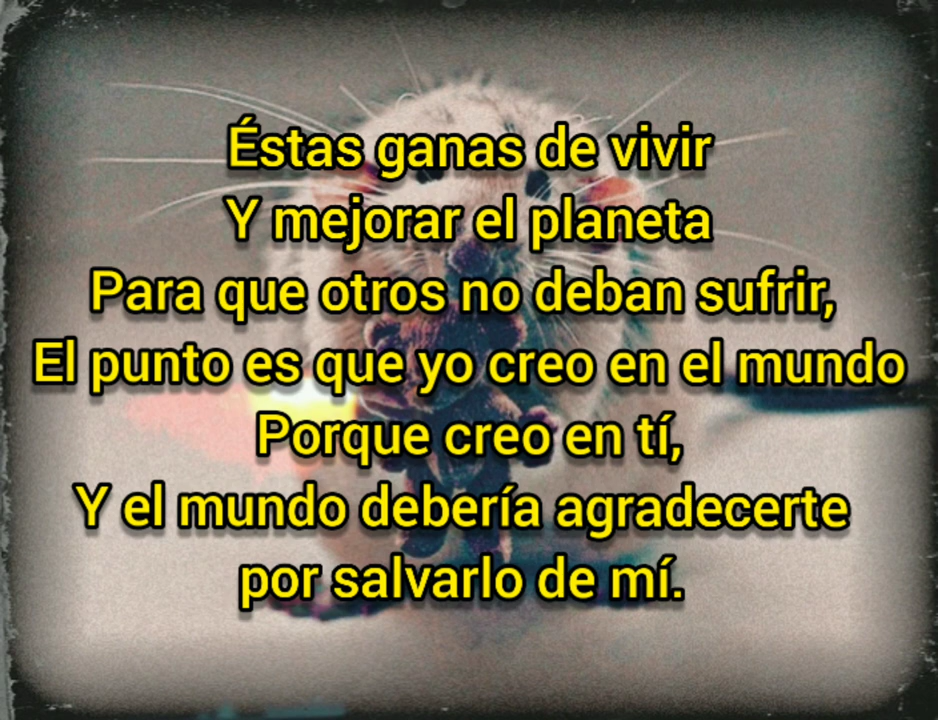 Éstas ganas de vivir
Y mejorar el planeta
Para que otros no deban sufrir,
El punto es que yo creo en el mundo
Porque creo en tí,
Y el mundo debería agradecerte
por salvarlo de mí.